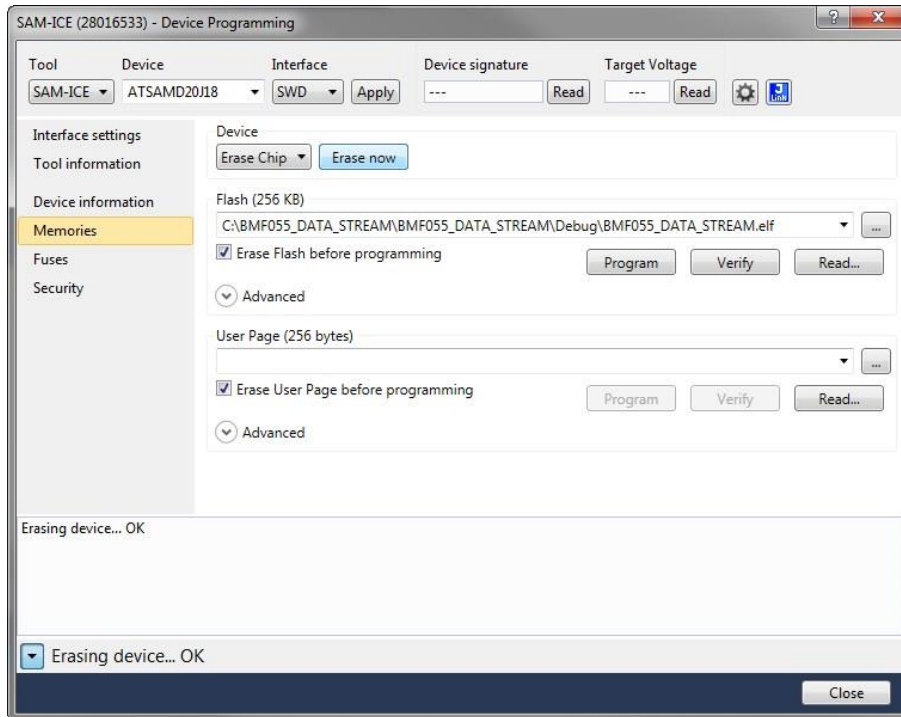 SAM-ICE (28016533) - Device Programming
Tool Device Interface Device signature Target Voltage
SAM-ICE ATSAMD20J18 SWD Apply --- Read --- Read
Interface settings
Tool information
Device information
Memories
Fuses
Security
Device
Erase Chip Erase now
Flash (256 KB)
C:\BMF055_DATA_STREAM\BMF055_DATA_STREAM\Debug\BMF055_DATA_STREAM.elf ...
Erase Flash before programming
Program Verify Read...
Advanced
User Page (256 bytes)
...
Erase User Page before programming
Program Verify Read...
Advanced
Erasing device... OK
Erasing device... OK
Close